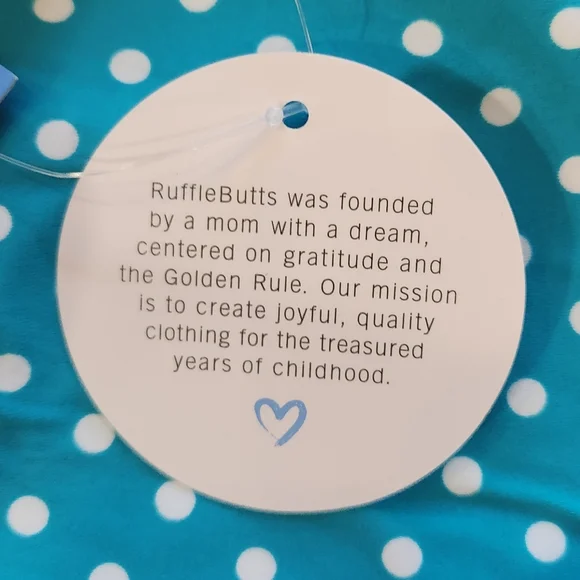 RuffleButts was founded
by a mom with a dream,
centered on gratitude and
the Golden Rule. Our mission
is to create joyful, quality
clothing for the treasured
years of childhood.